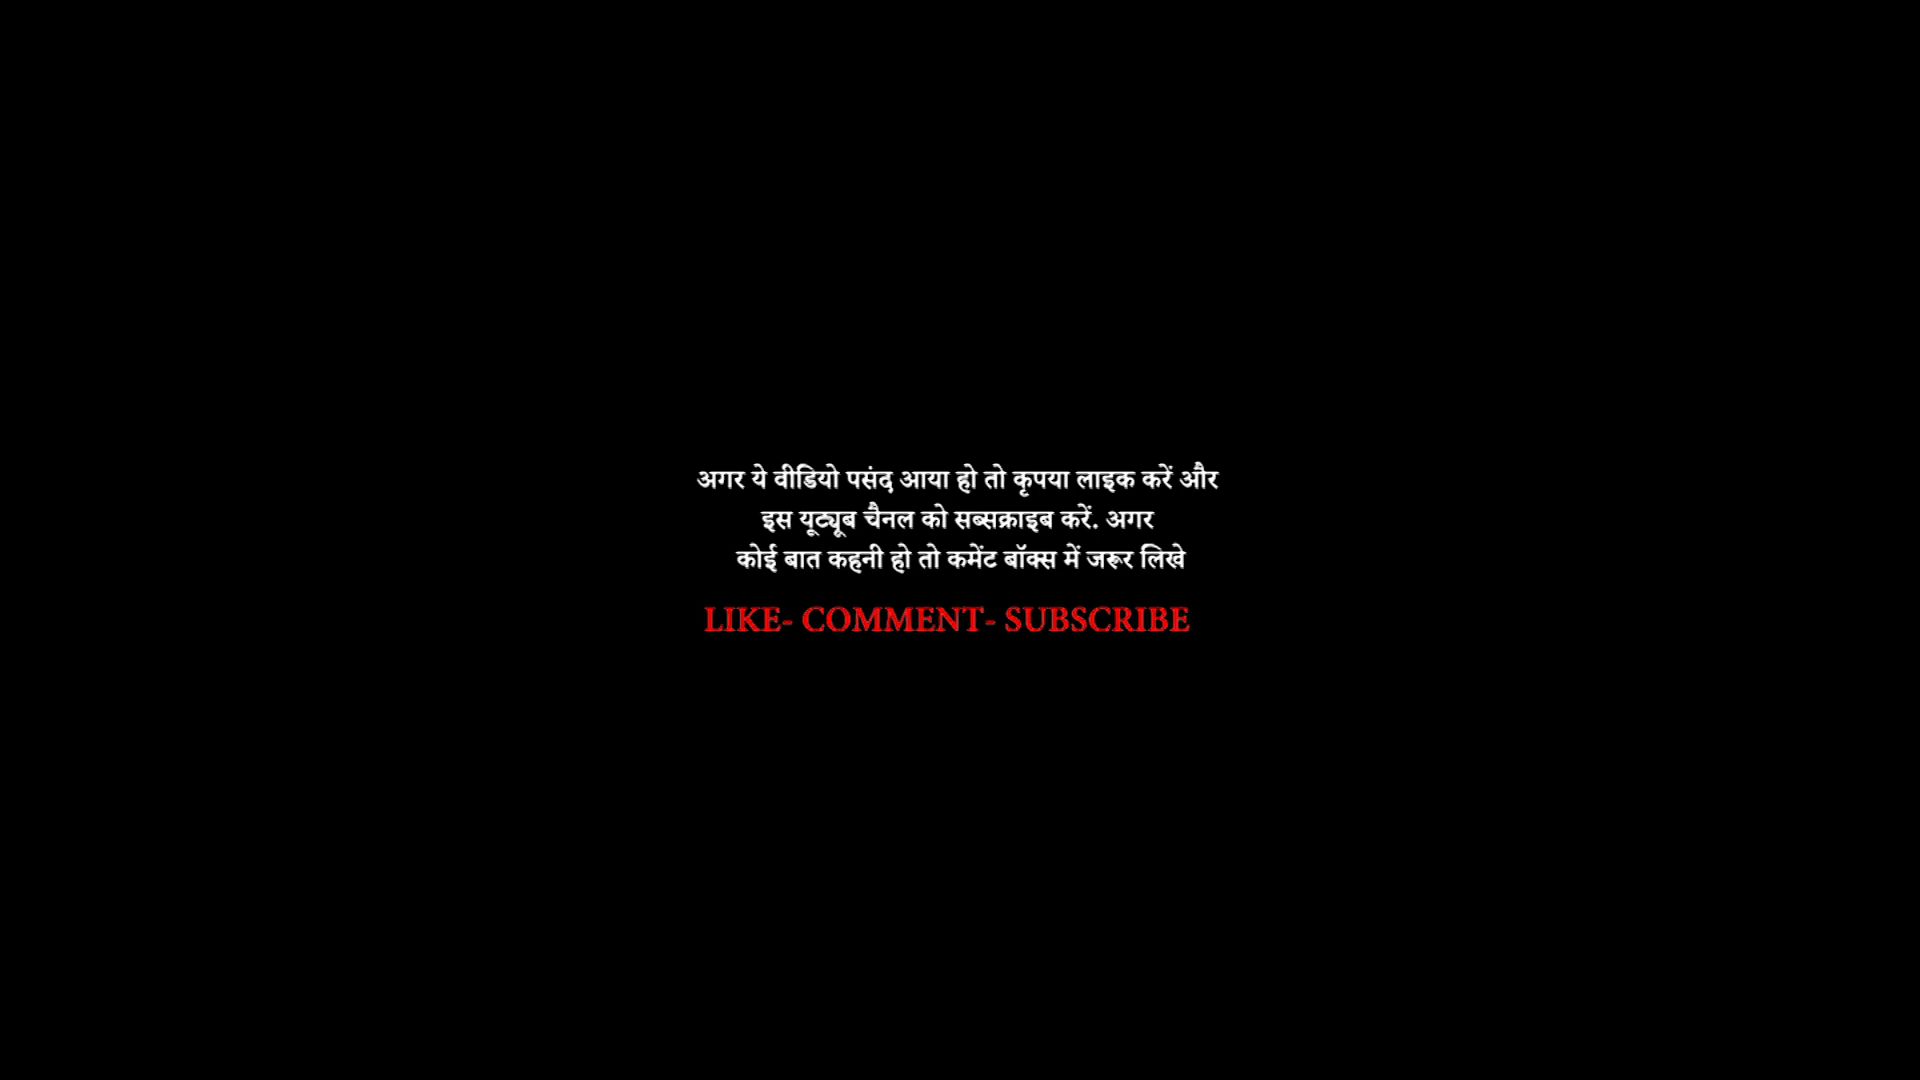 अगर ये वीडियो पसंद आया हो तो कृपया लाइक करें और
इस यूट्यूब चैनल को सब्सक्राइब करें. अगर
कोई बात कहनी हो तो कमेंट बॉक्स में जरूर लिखे
LIKE- COMMENT- SUBSCRIBE